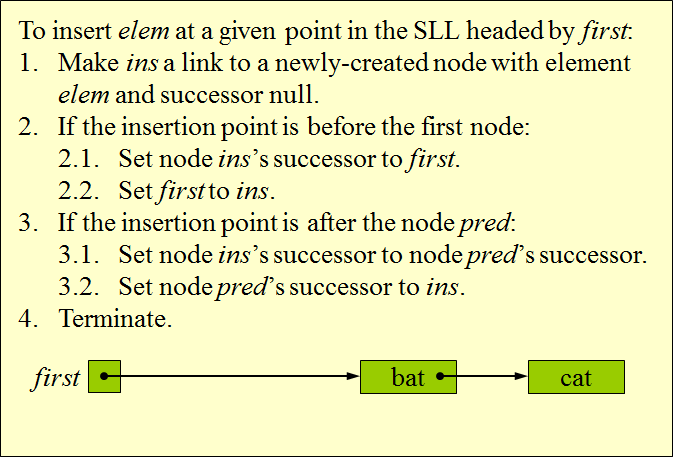 To insert elem at a given point in the SLL headed by first:
1. Make ins a link to a newly-created node with element
elem and successor null.
2. If the insertion point is before the first node:
2.1. Set node ins’s successor to first.
2.2. Set first to ins.
3. If the insertion point is after the node pred:
3.1. Set node ins’s successor to node pred’s successor.
3.2. Set node pred’s successor to ins.
4. Terminate.
first bat cat